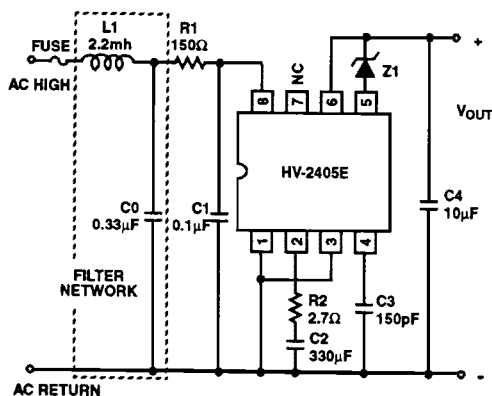 L1
2.2mh
R1
150Ω
FUSE
AC HIGH
NC
8
7
6
5
Z1
+
VOUT
HV-2405E
C0
0.33μF
C1
0.1μF
1
2
3
4
C4
10μF
FILTER
NETWORK
R2
2.7Ω
C2
330μF
C3
150pF
AC RETURN
-